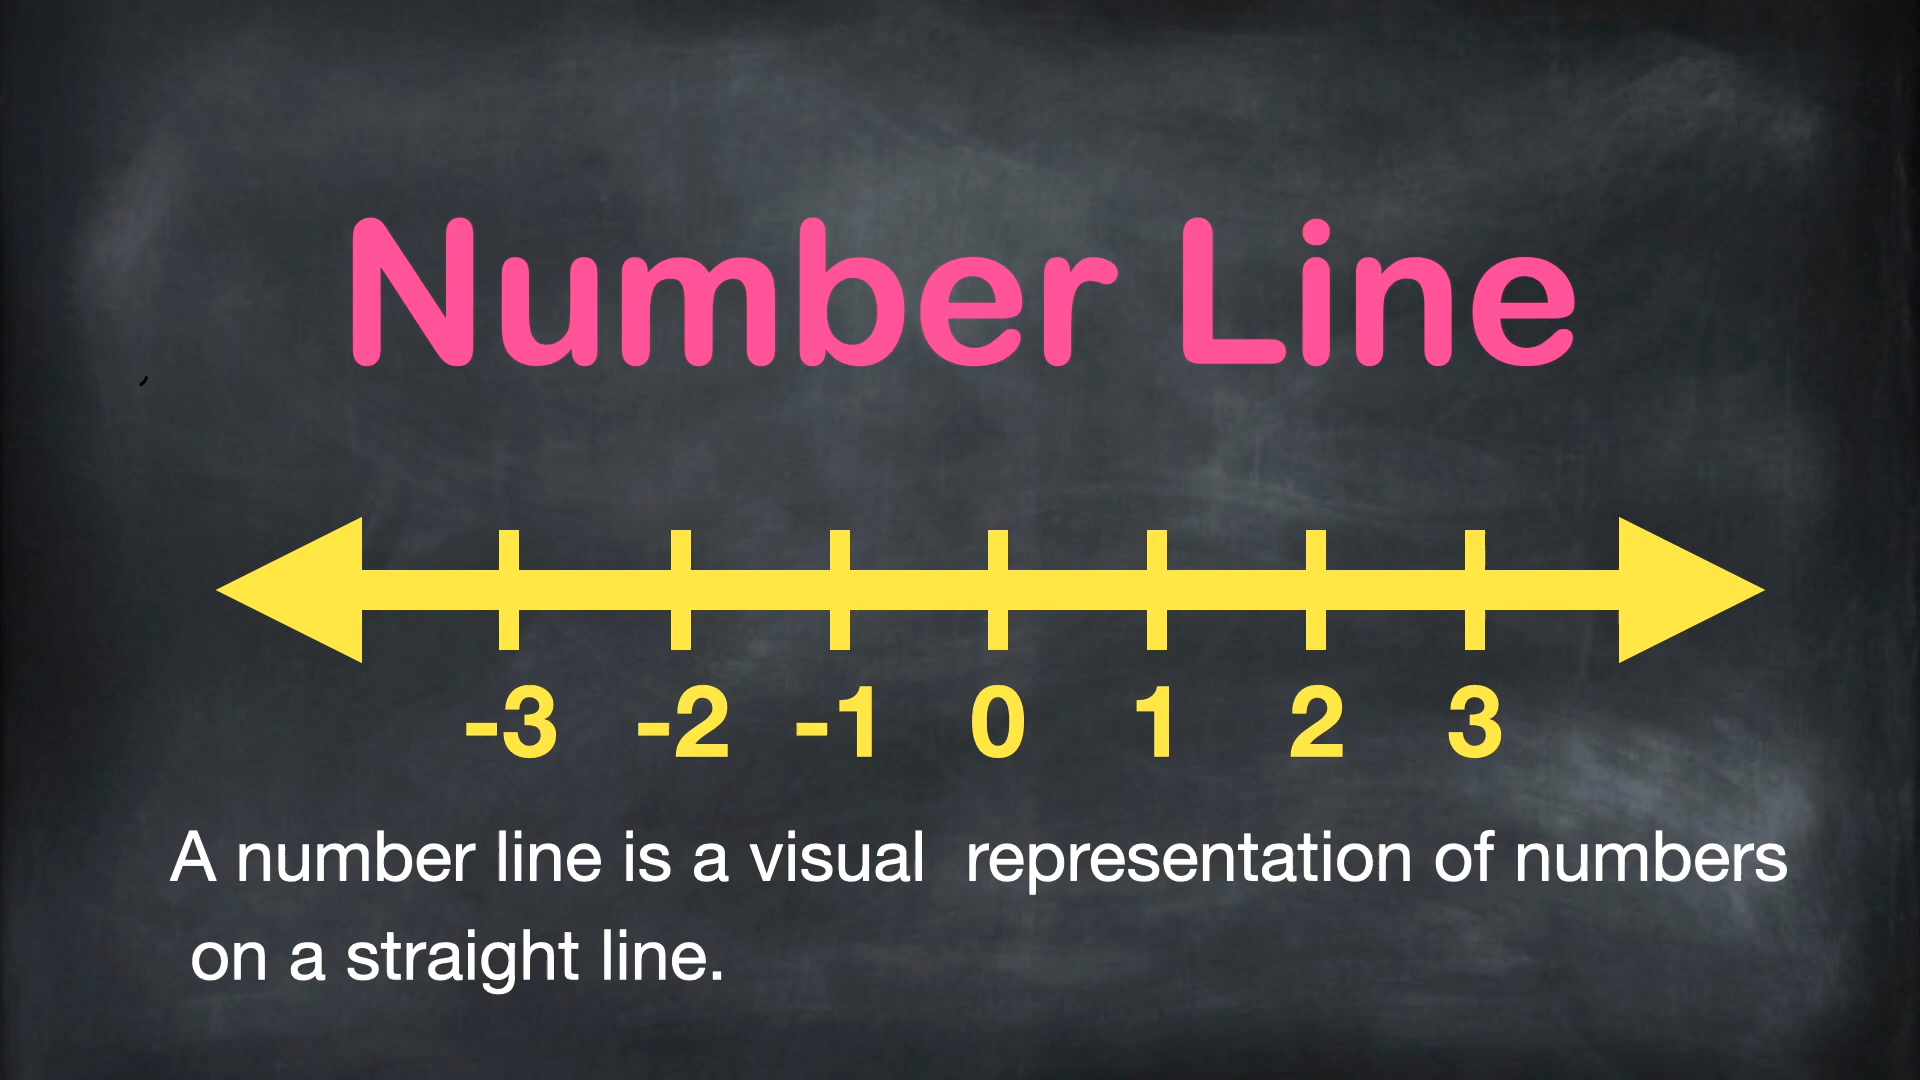 Number Line
-3 -2 -1 0 1 2 3
A number line is a visual  representation of numbers
on a straight line.